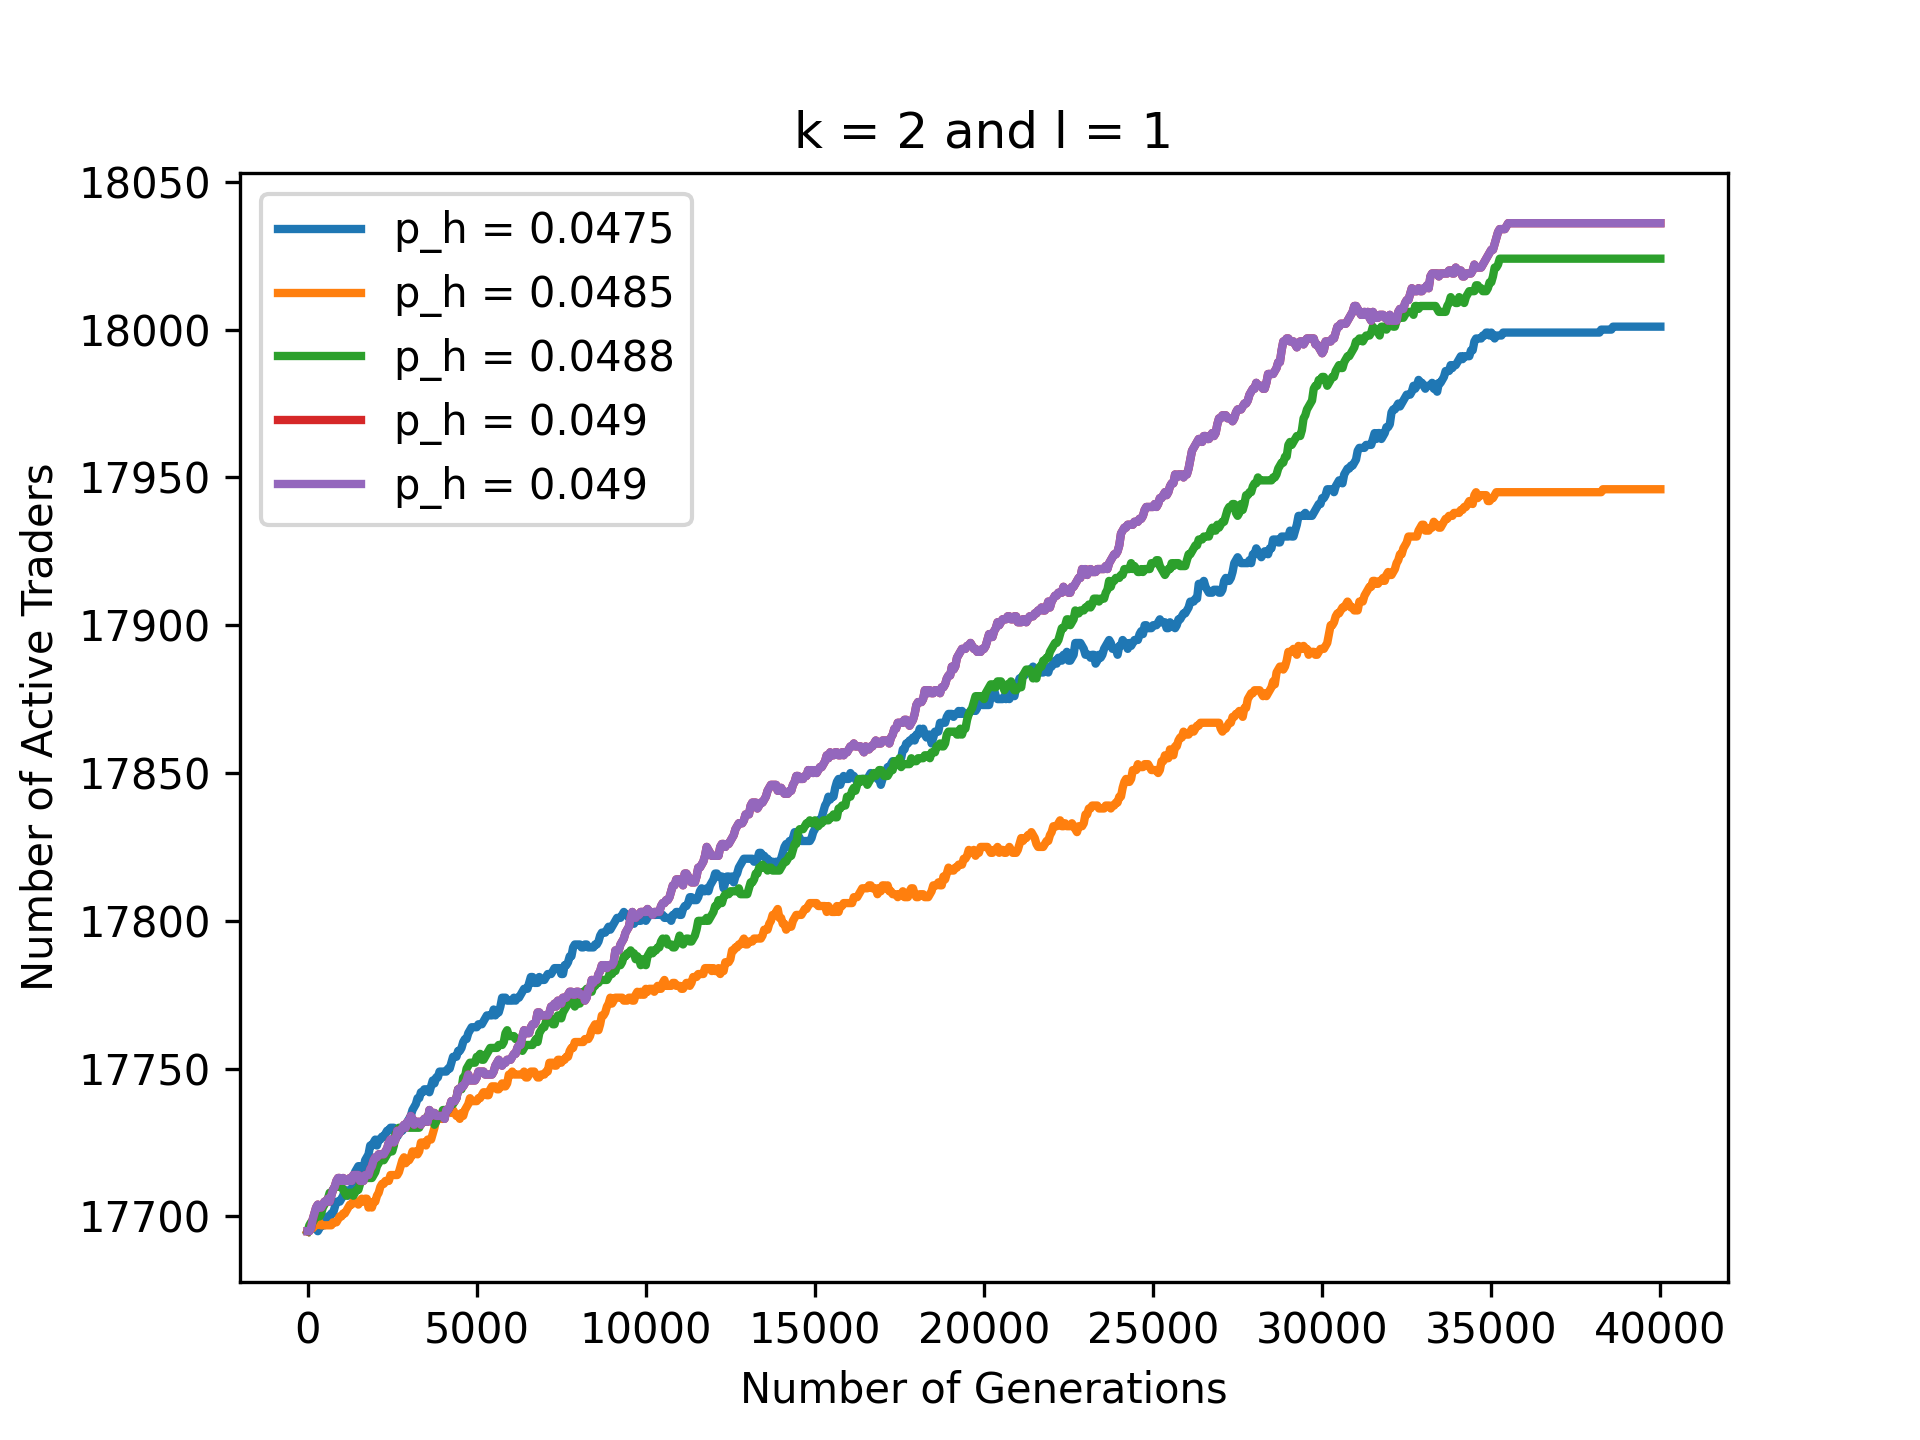 k = 2 and l = 1
18050
18000
17950
17900
17850
17800
17750
17700
Number of Active Traders
p_h = 0.0475
p_h = 0.0485
p_h = 0.0488
p_h = 0.049
p_h = 0.049
0 5000 10000 15000 20000 25000 30000 35000 40000
Number of Generations